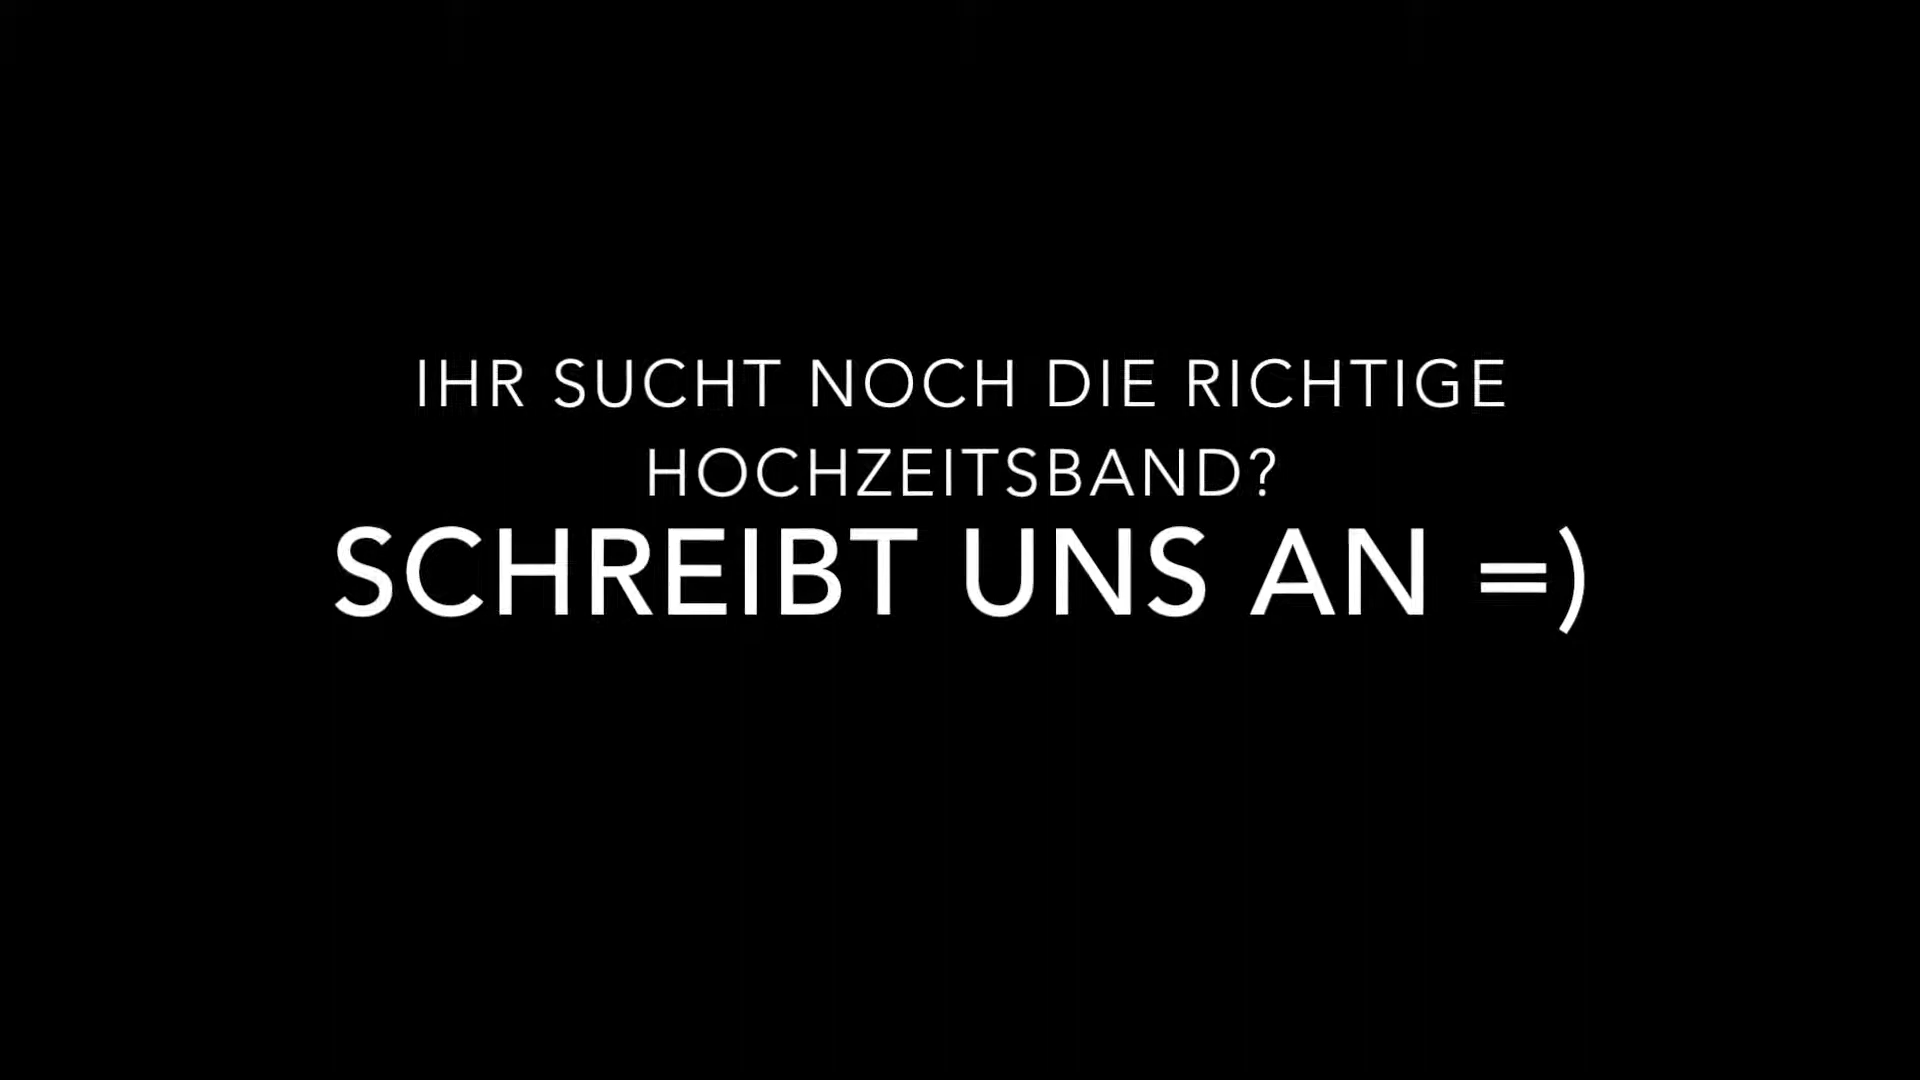 IHR SUCHT NOCH DIE RICHTIGE
HOCHZEITSBAND?
SCHREIBT UNS AN =)